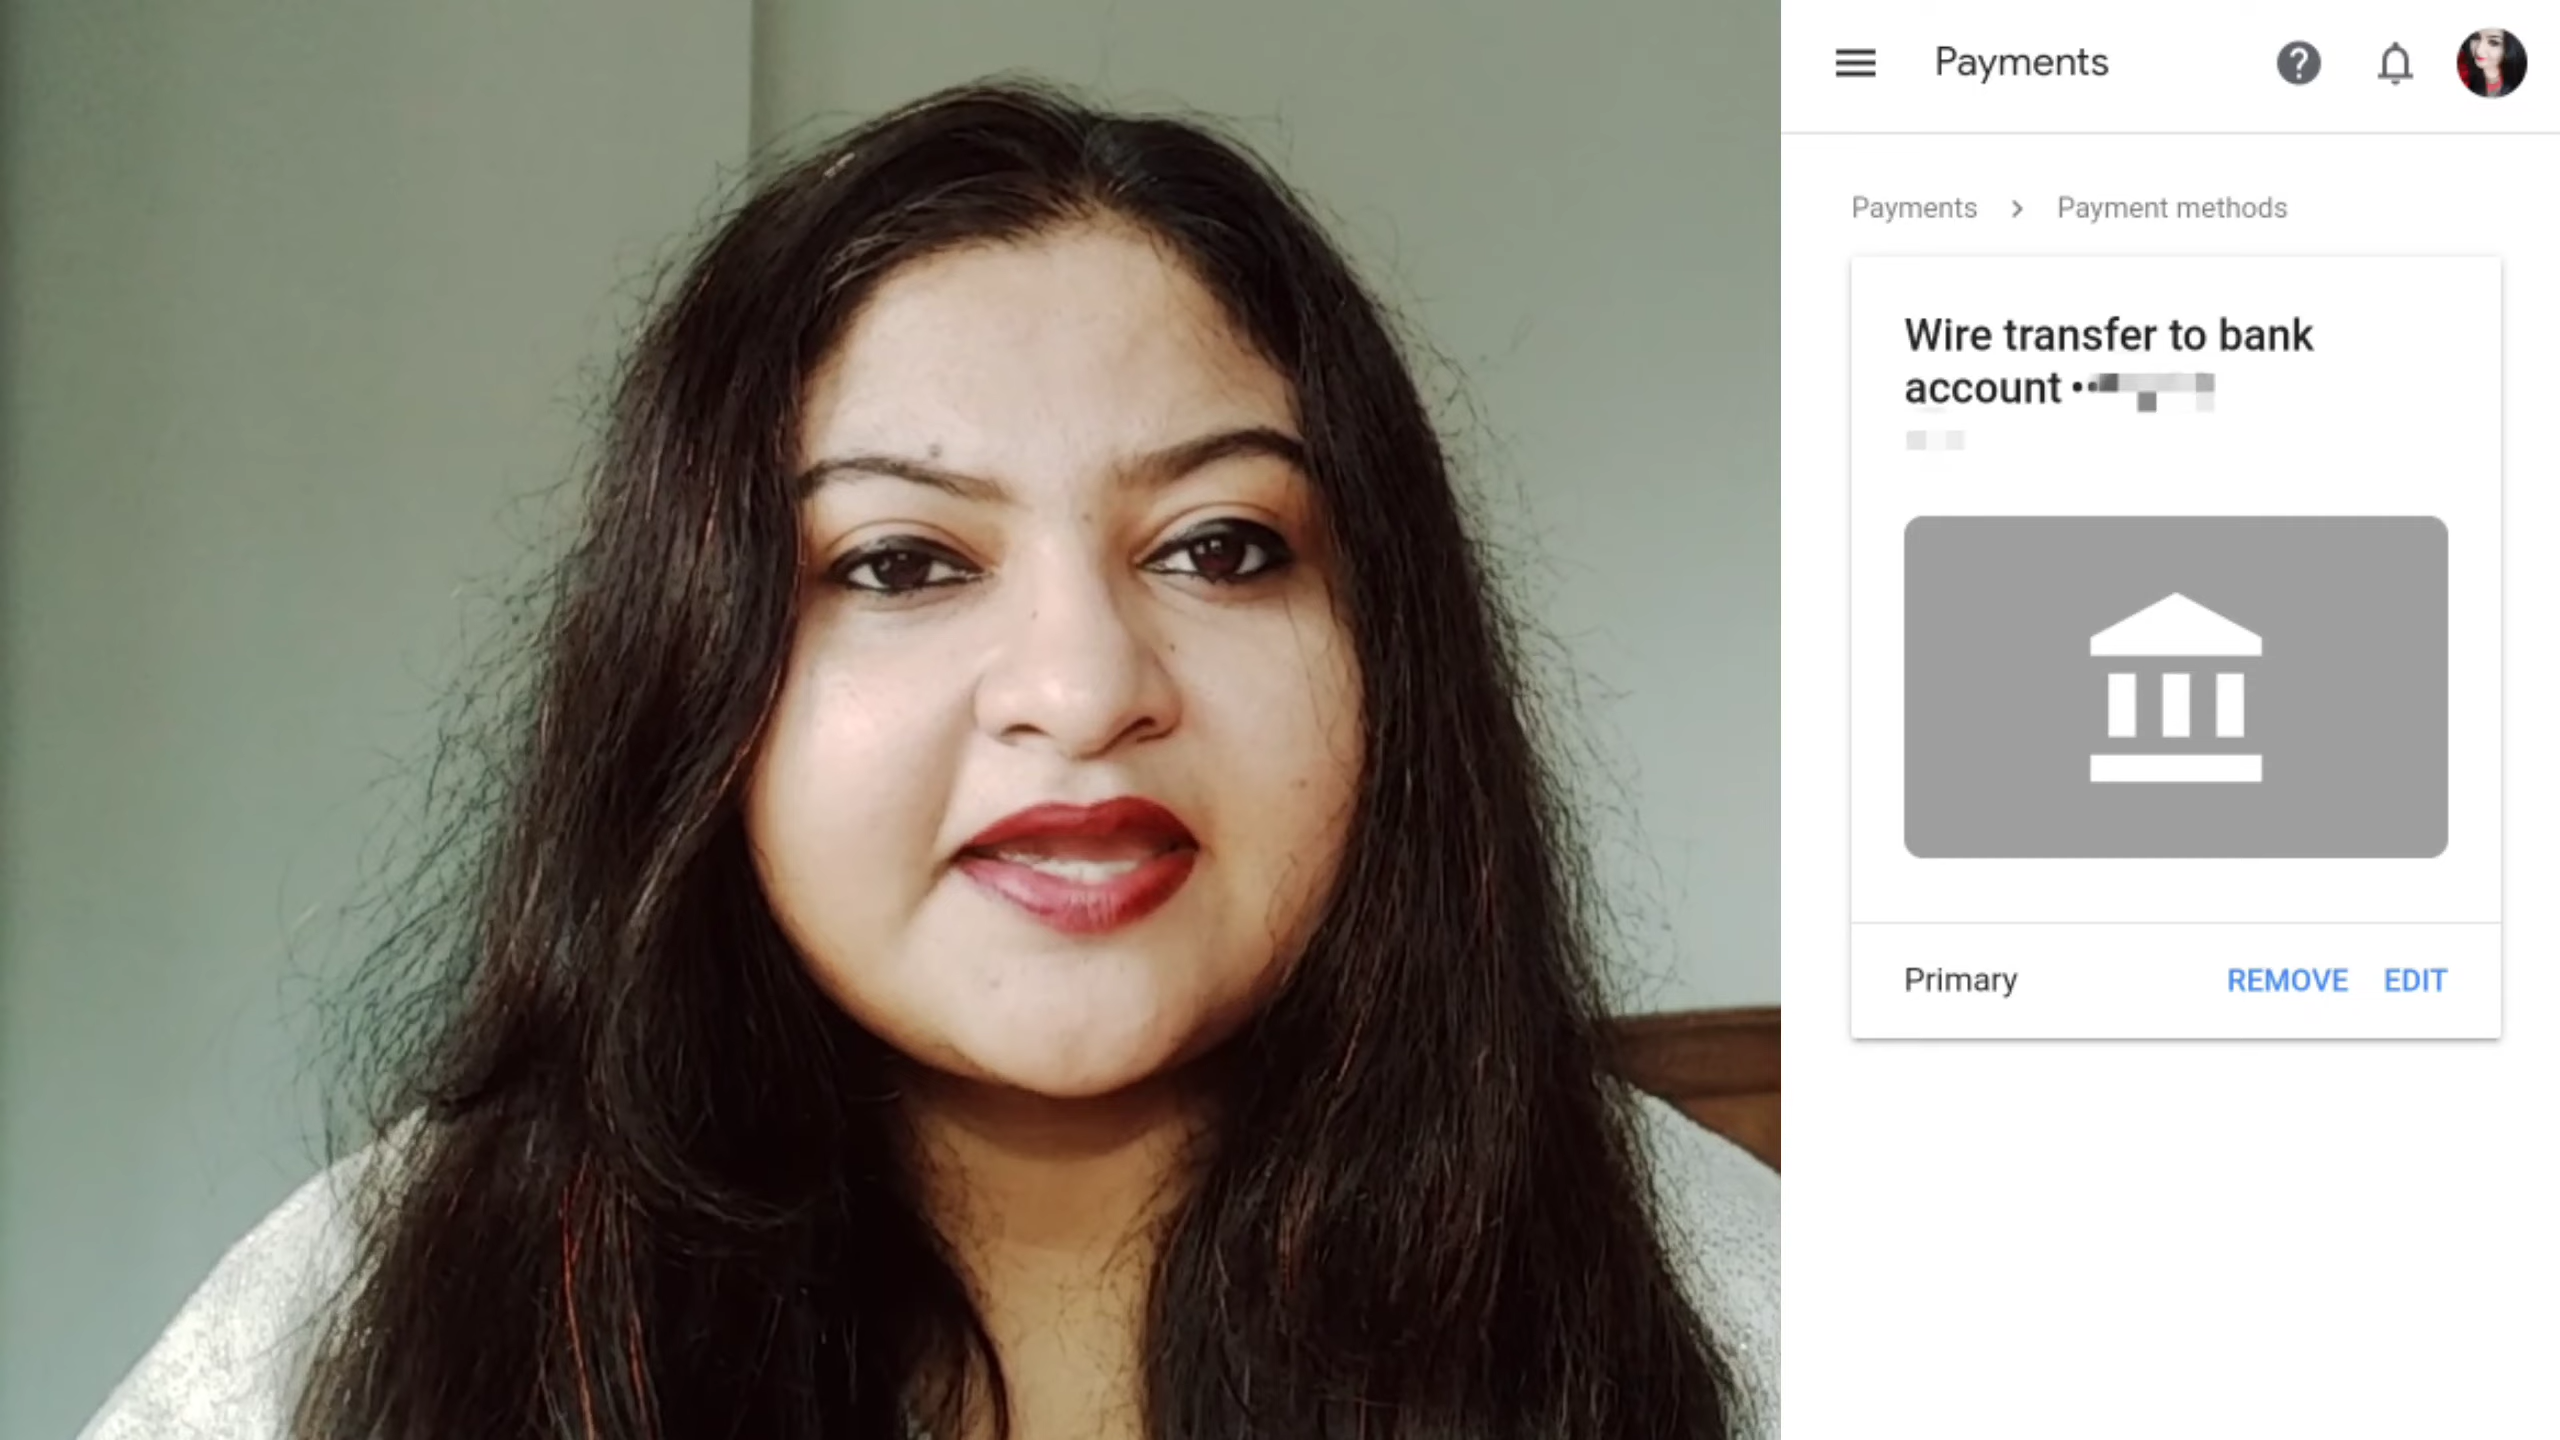 Payments
Payments > Payment methods
Wire transfer to bank
account ••
Primary REMOVE EDIT